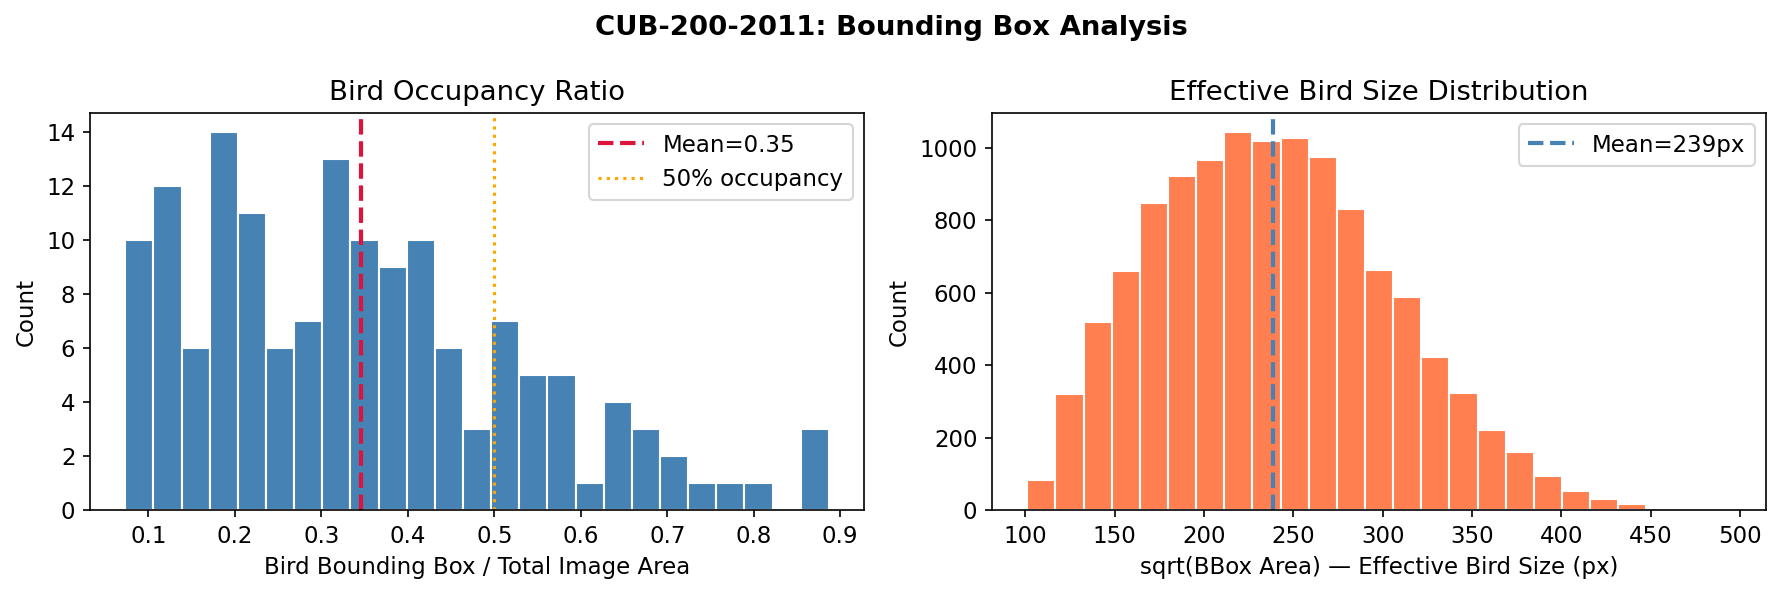 CUB-200-2011: Bounding Box Analysis
Bird Occupancy Ratio
Mean=0.35
50% occupancy
14
12
10
8
6
4
2
0
Count
0.1 0.2 0.3 0.4 0.5 0.6 0.7 0.8 0.9
Bird Bounding Box / Total Image Area
Effective Bird Size Distribution
Mean=239px
1000
800
600
400
200
0
Count
100 150 200 250 300 350 400 450 500
sqrt(BBox Area) — Effective Bird Size (px)